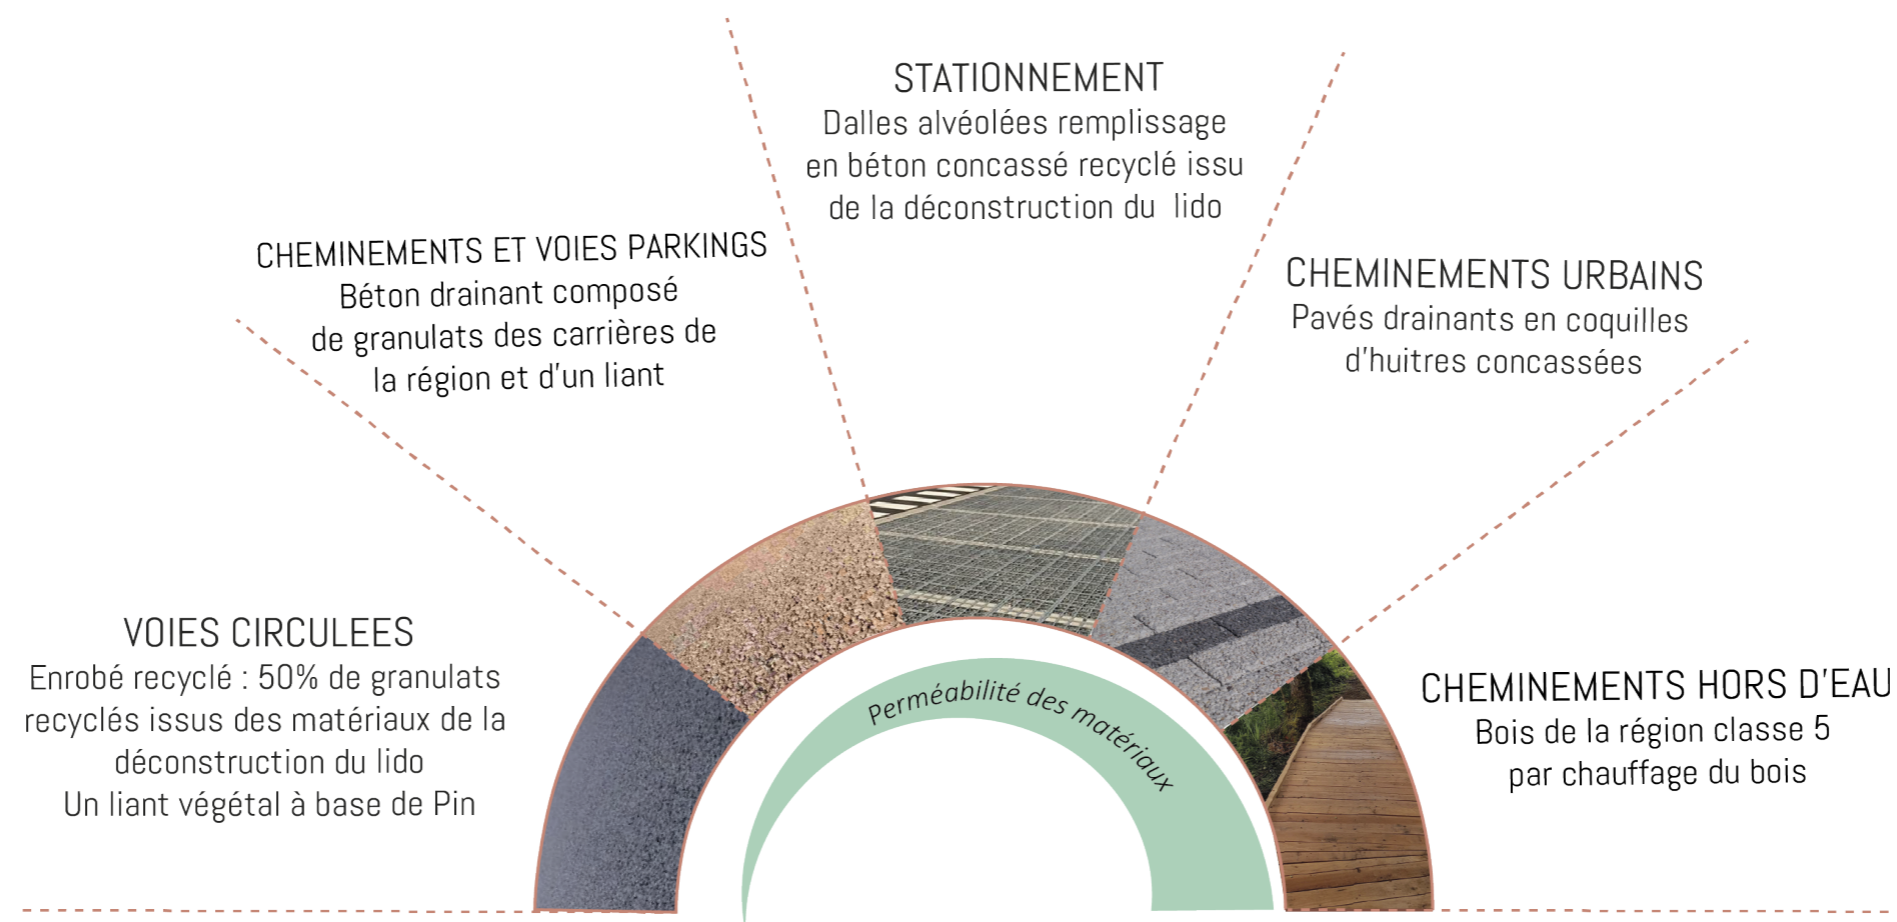 STATIONNEMENT
Dalles alvéolées remplissage
en béton concassé recyclé issu
de la déconstruction du lido
CHEMINEMENTS ET VOIES PARKINGS
Béton drainant composé
de granulats des carrières de
la région et d'un liant
CHEMINEMENTS URBAINS
Pavés drainants en coquilles
d'huitres concassées
VOIES CIRCULEES
Enrobé recyclé : 50% de granulats
recyclés issus des matériaux de la
déconstruction du lido
Un liant végétal à base de Pin
CHEMINEMENTS HORS D'EAU
Bois de la région classe 5
par chauffage du bois
Perméabilité des matériaux